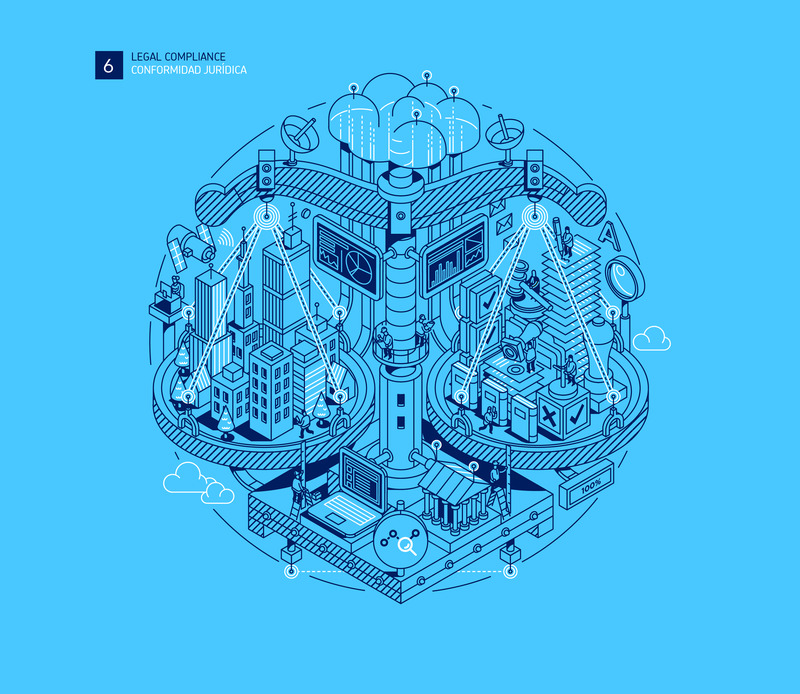 6
LEGAL COMPLIANCE
CONFORMIDAD JURÍDICA
A
100%